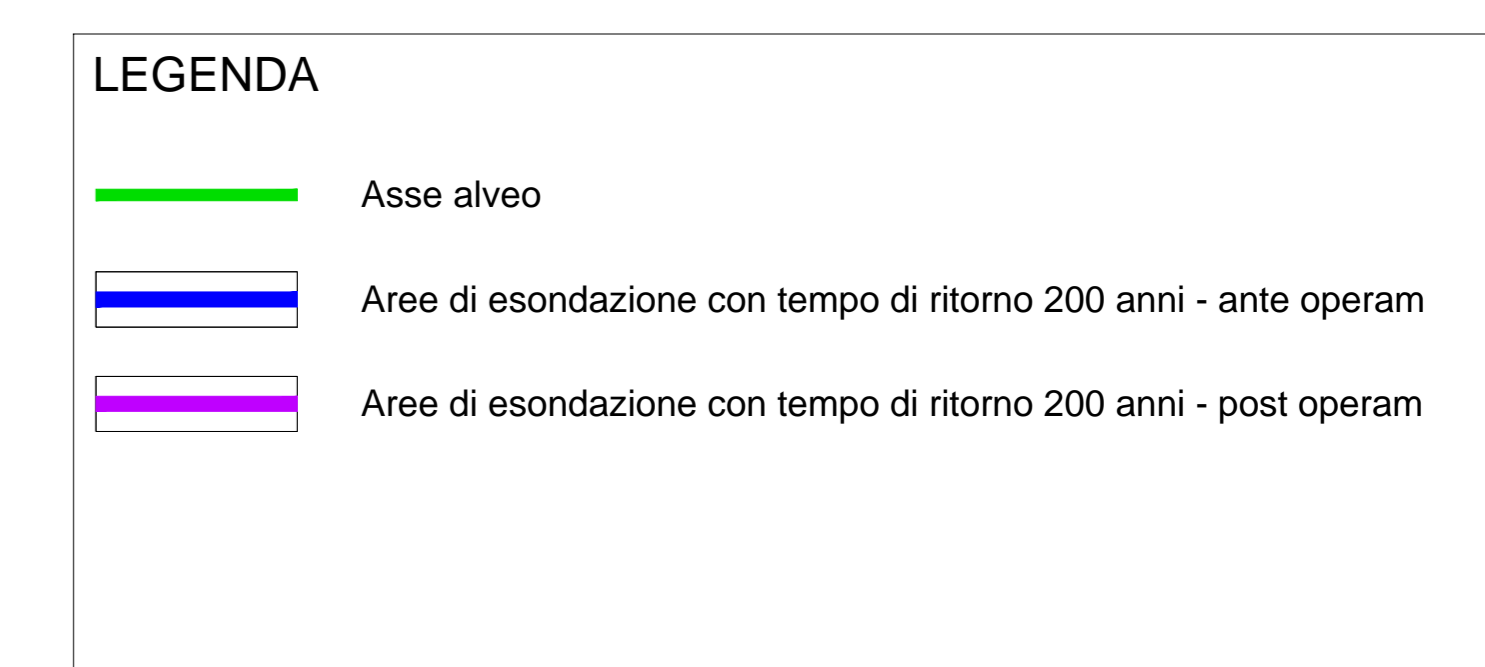 LEGENDA
Asse alveo
Aree di esondazione con tempo di ritorno 200 anni - ante operam
Aree di esondazione con tempo di ritorno 200 anni - post operam